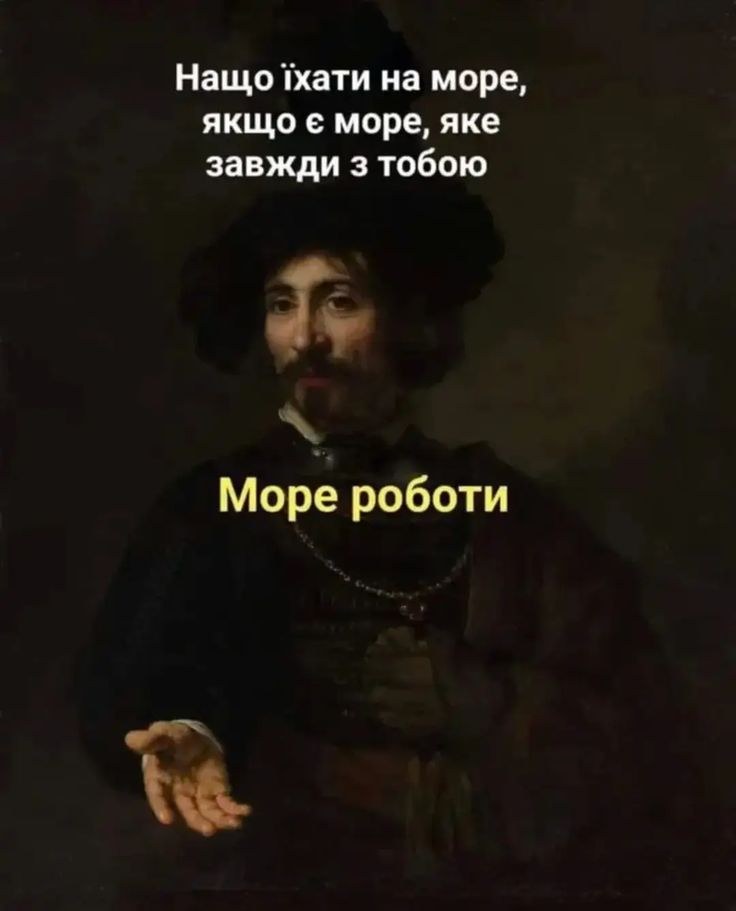 Нащо їхати на море,
якщо є море, яке
завжди з тобою
Море роботи